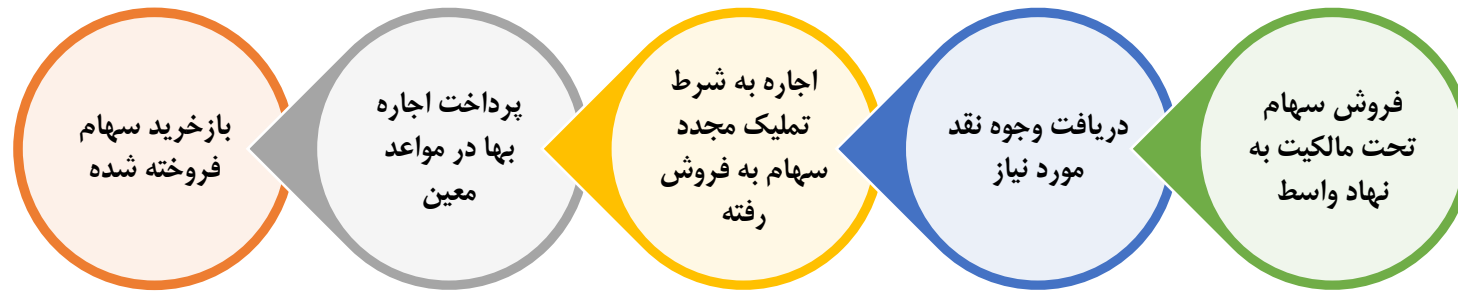 فروش سهام
تحت مالکیت به
نهاد واسط
دریافت وجوه نقد
مورد نیاز
اجاره به شرط
تملیک مجدد
سهام به فروش
رفته
پرداخت اجاره
بها در مواعد
معین
بازخرید سهام
فروخته شده